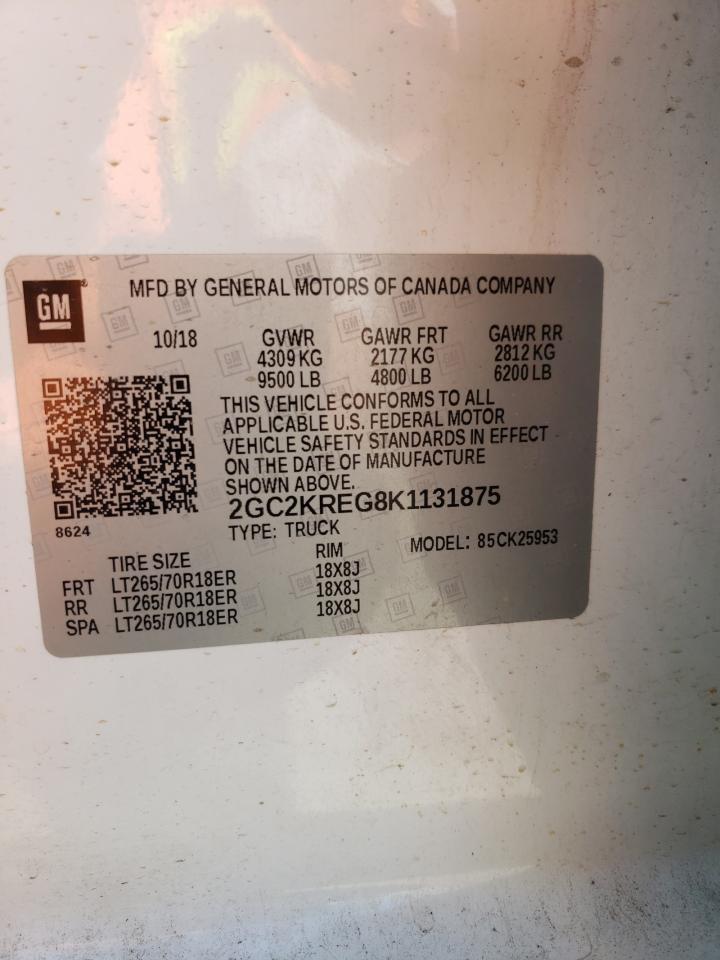 GM
MFD BY GENERAL MOTORS OF CANADA COMPANY
10/18 GVWR GAWR FRT GAWR RR
4309 KG 2177 KG 2812 KG
9500 LB 4800 LB 6200 LB
THIS VEHICLE CONFORMS TO ALL
APPLICABLE U.S. FEDERAL MOTOR
VEHICLE SAFETY STANDARDS IN EFFECT
ON THE DATE OF MANUFACTURE
SHOWN ABOVE.
8624
2GC2KREG8K1131875
TYPE: TRUCK MODEL: 85CK25953
TIRE SIZE RIM
FRT LT265/70R18ER 18X8J
RR LT265/70R18ER 18X8J
SPA LT265/70R18ER 18X8J